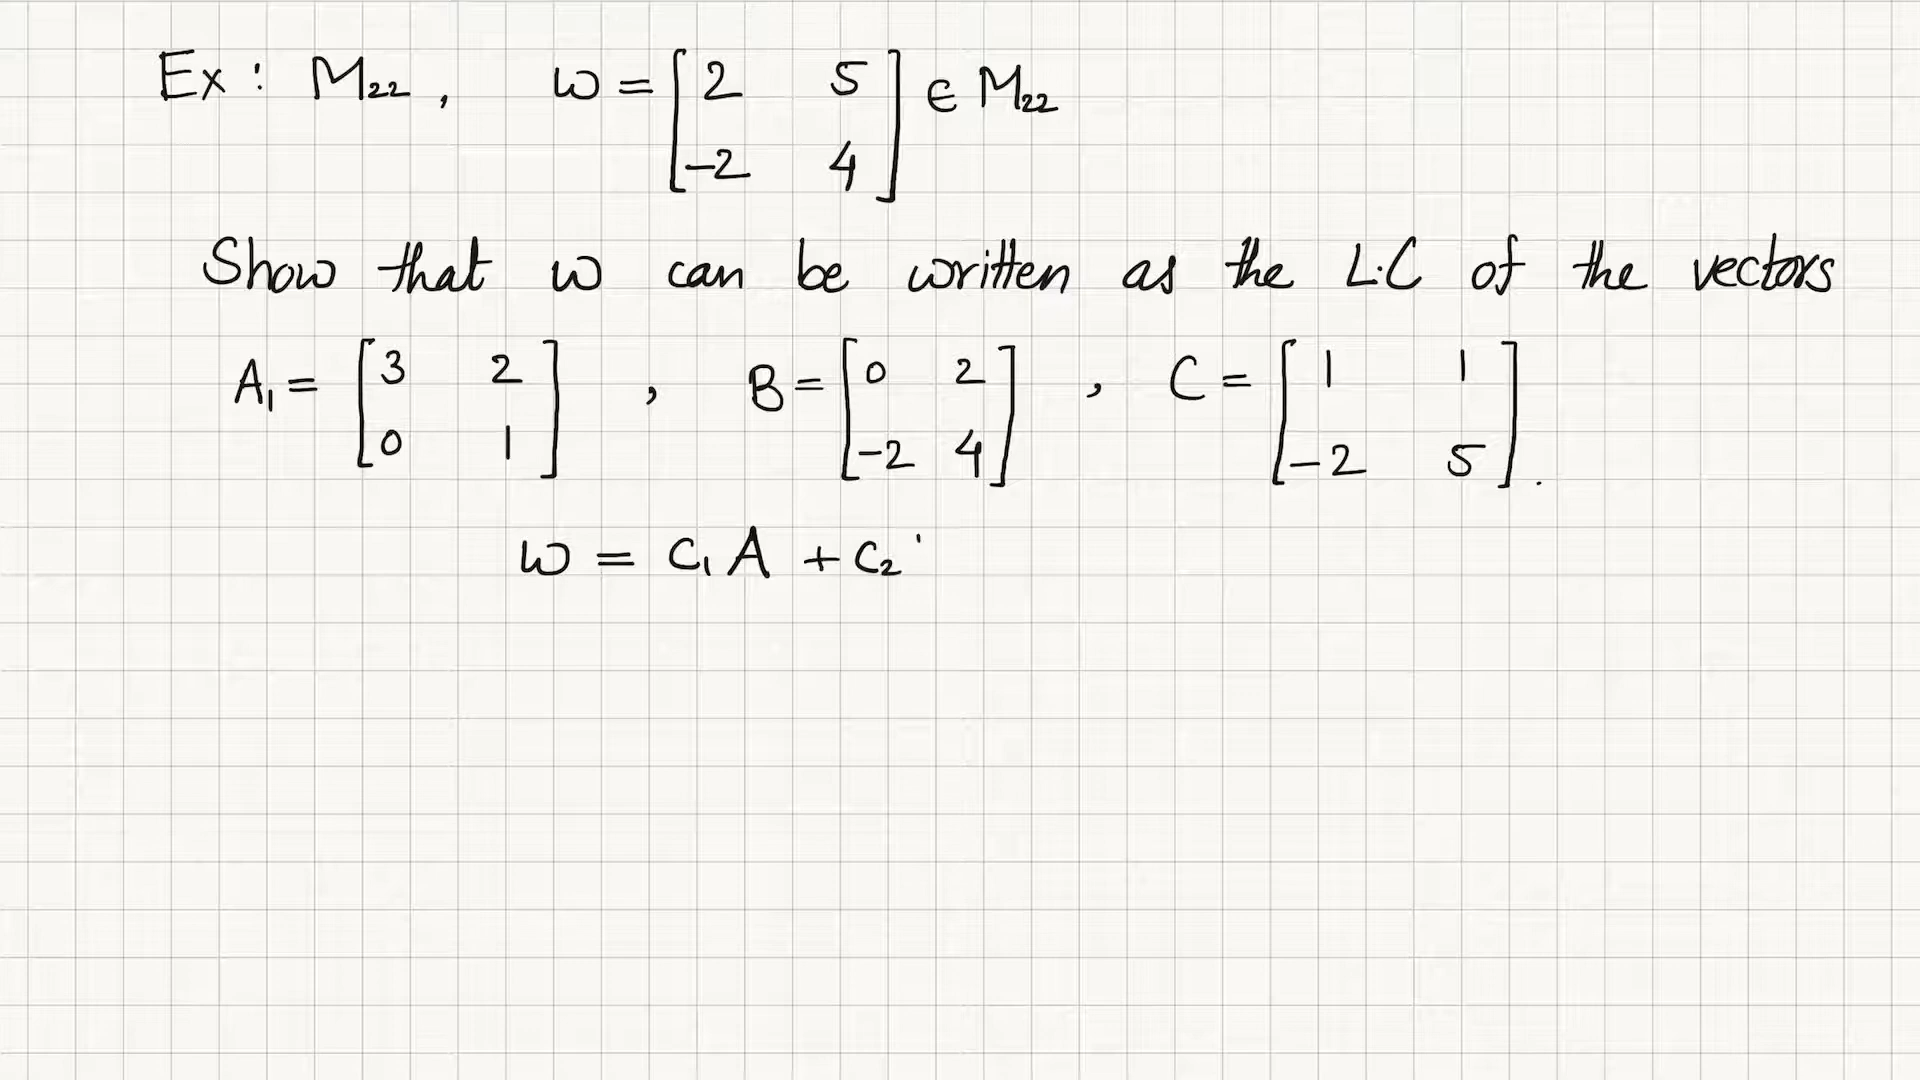 Ex : M₂₂ , w = [2 5; -2 4] ∈ M₂₂
Show that w can be written as the L.C of the vectors
A₁ = [3 2; 0 1] , B = [0 2; -2 4] , C = [1 1; -2 5] .
w = c₁ A + c₂